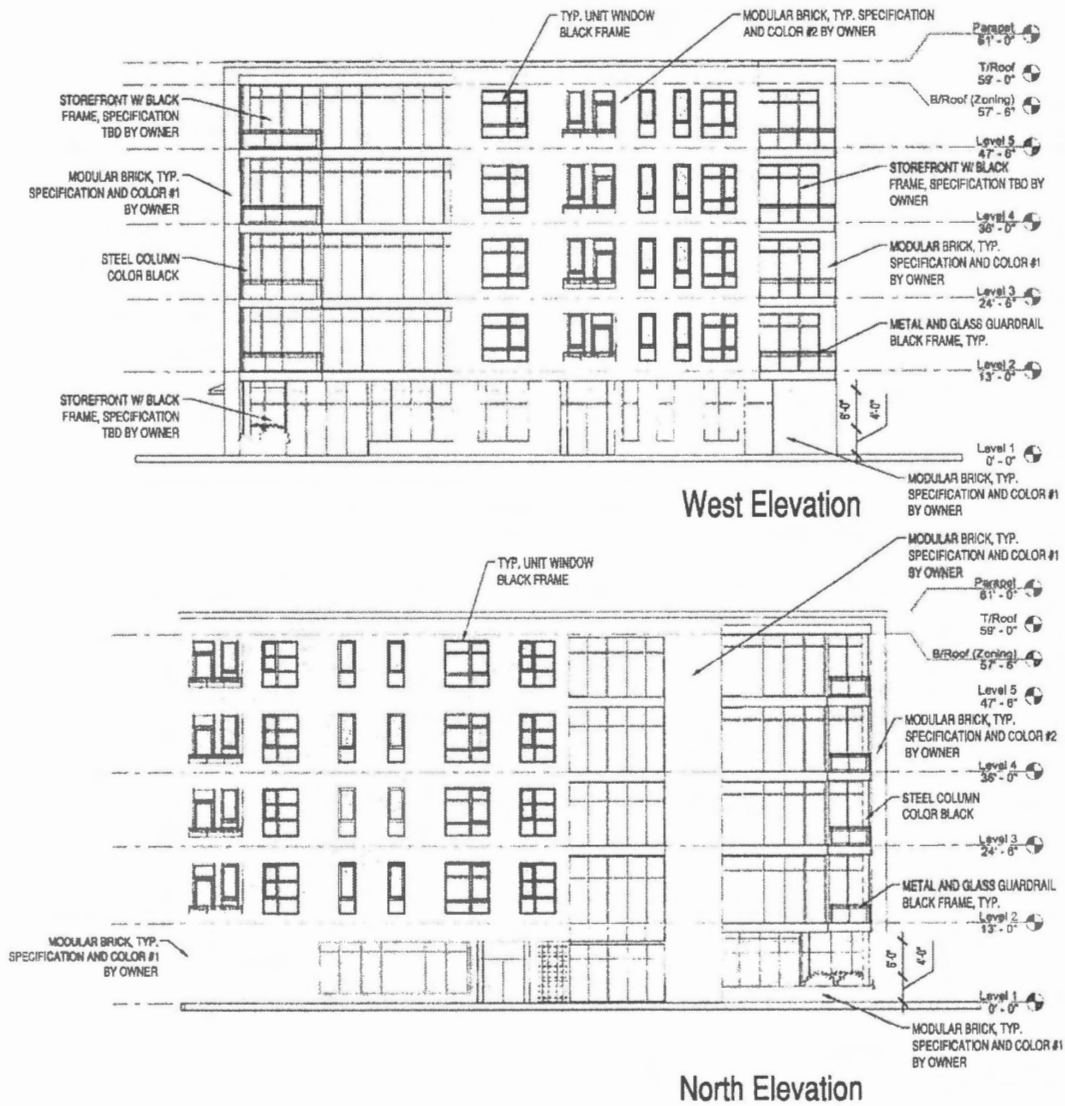 TYP. UNIT WINDOW
BLACK FRAME
MODULAR BRICK, TYP. SPECIFICATION
AND COLOR #2 BY OWNER
Parapet
61' - 0"
T/Roof
59' - 0"
B/Roof (Zoning)
57' - 6"
STOREFRONT W/ BLACK
FRAME, SPECIFICATION
TBD BY OWNER
Level 5
47' - 6"
STOREFRONT W/ BLACK
FRAME, SPECIFICATION TBD BY
OWNER
MODULAR BRICK, TYP.
SPECIFICATION AND COLOR #1
BY OWNER
Level 4
36' - 0"
STEEL COLUMN
COLOR BLACK
MODULAR BRICK, TYP.
SPECIFICATION AND COLOR #1
BY OWNER
Level 3
24' - 6"
METAL AND GLASS GUARDRAIL
BLACK FRAME, TYP.
Level 2
13' - 0"
STOREFRONT W/ BLACK
FRAME, SPECIFICATION
TBD BY OWNER
6'-0"
4'-0"
Level 1
0' - 0"
MODULAR BRICK, TYP.
SPECIFICATION AND COLOR #1
BY OWNER
West Elevation
TYP. UNIT WINDOW
BLACK FRAME
MODULAR BRICK, TYP.
SPECIFICATION AND COLOR #1
BY OWNER
Parapet
61' - 0"
T/Roof
59' - 0"
B/Roof (Zoning)
57' - 6"
Level 5
47' - 6"
MODULAR BRICK, TYP.
SPECIFICATION AND COLOR #2
BY OWNER
Level 4
36' - 0"
STEEL COLUMN
COLOR BLACK
Level 3
24' - 6"
METAL AND GLASS GUARDRAIL
BLACK FRAME, TYP.
Level 2
13' - 0"
MODULAR BRICK, TYP.
SPECIFICATION AND COLOR #1
BY OWNER
6'-0"
4'-0"
Level 1
0' - 0"
MODULAR BRICK, TYP.
SPECIFICATION AND COLOR #1
BY OWNER
North Elevation